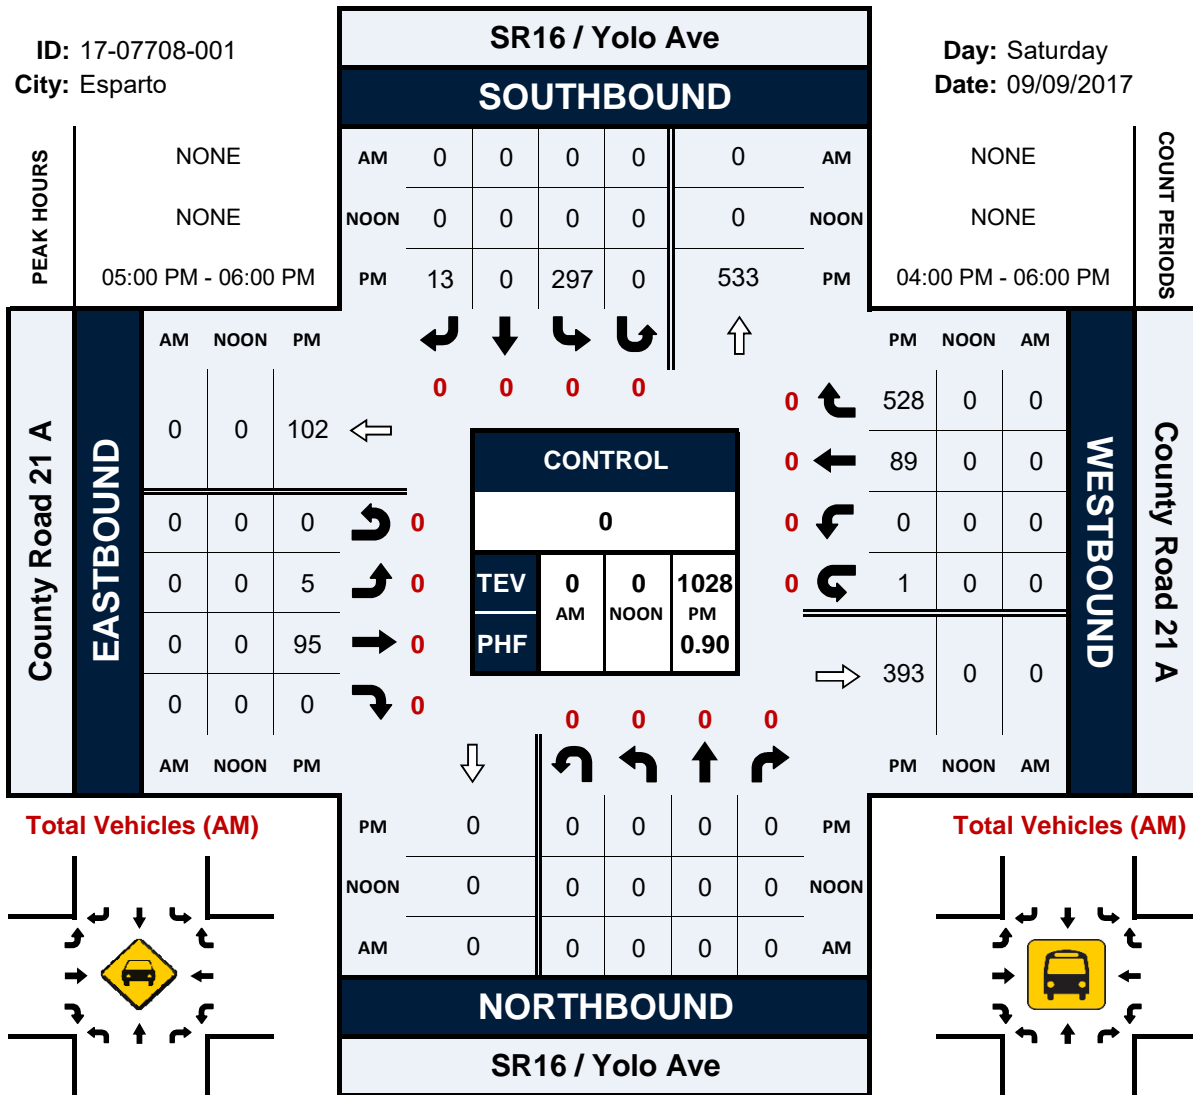 SR16 / Yolo Ave
ID: 17-07708-001
Day: Saturday
City: Esparto
Date: 09/09/2017
SOUTHBOUND
PEAK HOURS
NONE
AM 0 0 0 0 0 AM
NONE
COUNT PERIODS
NONE
NOON 0 0 0 0 0 NOON
NONE
05:00 PM - 06:00 PM
PM 13 0 297 0 533 PM
04:00 PM - 06:00 PM
AM NOON PM
PM NOON AM
0 0 0 0
County Road 21 A
EASTBOUND
0 0 102
0 528 0 0
0 89 0 0
WESTBOUND
County Road 21 A
CONTROL
0
0 0 0 0
0 0 0 0
TEV 0 0 1028
AM NOON PM
PHF 0.90
0 0 5 0
0 1 0 0
0 0 95 0
393 0 0
0 0 0 0
0 0 0 0
AM NOON PM
PM NOON AM
Total Vehicles (AM)
PM 0 0 0 0 0 PM
Total Vehicles (AM)
NOON 0 0 0 0 0 NOON
AM 0 0 0 0 0 AM
NORTHBOUND
SR16 / Yolo Ave